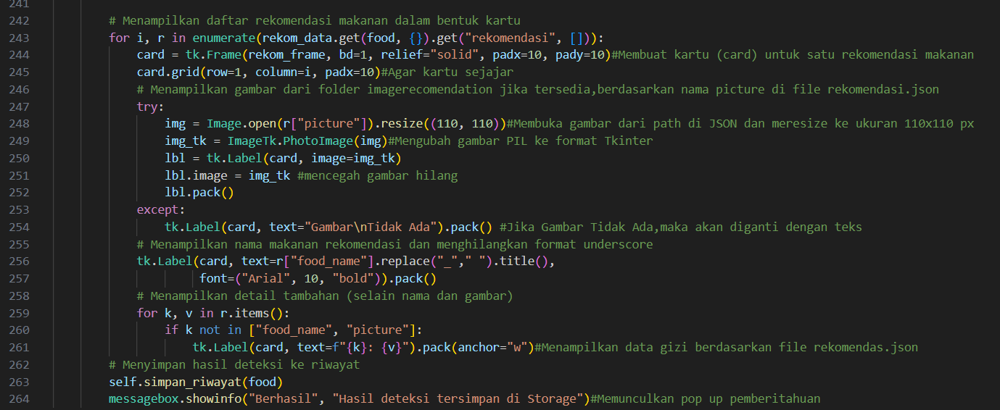 241
242 # Menampilkan daftar rekomendasi makanan dalam bentuk kartu
243 for i, r in enumerate(rekom_data.get(food, {}).get("rekomendasi", [])):
244 card = tk.Frame(rekom_frame, bd=1, relief="solid", padx=10, pady=10)#Membuat kartu (card) untuk satu rekomendasi makanan
245 card.grid(row=1, column=i, padx=10)#Agar kartu sejajar
246 # Menampilkan gambar dari folder imagerecomendation jika tersedia,berdasarkan nama picture di file rekomendasi.json
247 try:
248 img = Image.open(r["picture"]).resize((110, 110))#Membuka gambar dari path di JSON dan meresize ke ukuran 110x110 px
249 img_tk = ImageTk.PhotoImage(img)#Mengubah gambar PIL ke format Tkinter
250 lbl = tk.Label(card, image=img_tk)
251 lbl.image = img_tk #mencegah gambar hilang
252 lbl.pack()
253 except:
254 tk.Label(card, text="Gambar\nTidak Ada").pack() #Jika Gambar Tidak Ada,maka akan diganti dengan teks
255 # Menampilkan nama makanan rekomendasi dan menghilangkan format underscore
256 tk.Label(card, text=r["food_name"].replace("_"," ").title(),
257 font=("Arial", 10, "bold")).pack()
258 # Menampilkan detail tambahan (selain nama dan gambar)
259 for k, v in r.items():
260 if k not in ["food_name", "picture"]:
261 tk.Label(card, text=f"{k}: {v}").pack(anchor="w")#Menampilkan data gizi berdasarkan file rekomendas.json
262 # Menyimpan hasil deteksi ke riwayat
263 self.simpan_riwayat(food)
264 messagebox.showinfo("Berhasil", "Hasil deteksi tersimpan di Storage")#Memunculkan pop up pemberitahuan